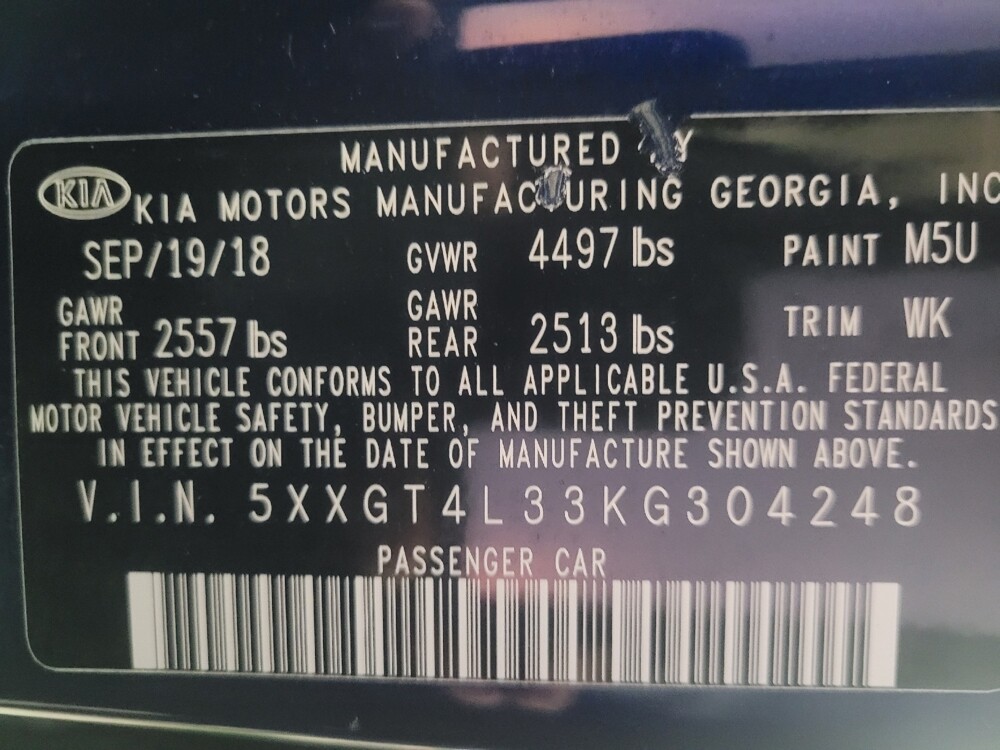 MANUFACTURED
KIA KIA MOTORS MANUFACTURING GEORGIA, INC
SEP/19/18 GVWR 4497 lbs PAINT M5U
GAWR FRONT 2557 lbs GAWR REAR 2513 lbs TRIM WK
THIS VEHICLE CONFORMS TO ALL APPLICABLE U.S.A. FEDERAL
MOTOR VEHICLE SAFETY, BUMPER, AND THEFT PREVENTION STANDARDS
IN EFFECT ON THE DATE OF MANUFACTURE SHOWN ABOVE.
V.I.N. 5XXGT4L33KG304248
PASSENGER CAR